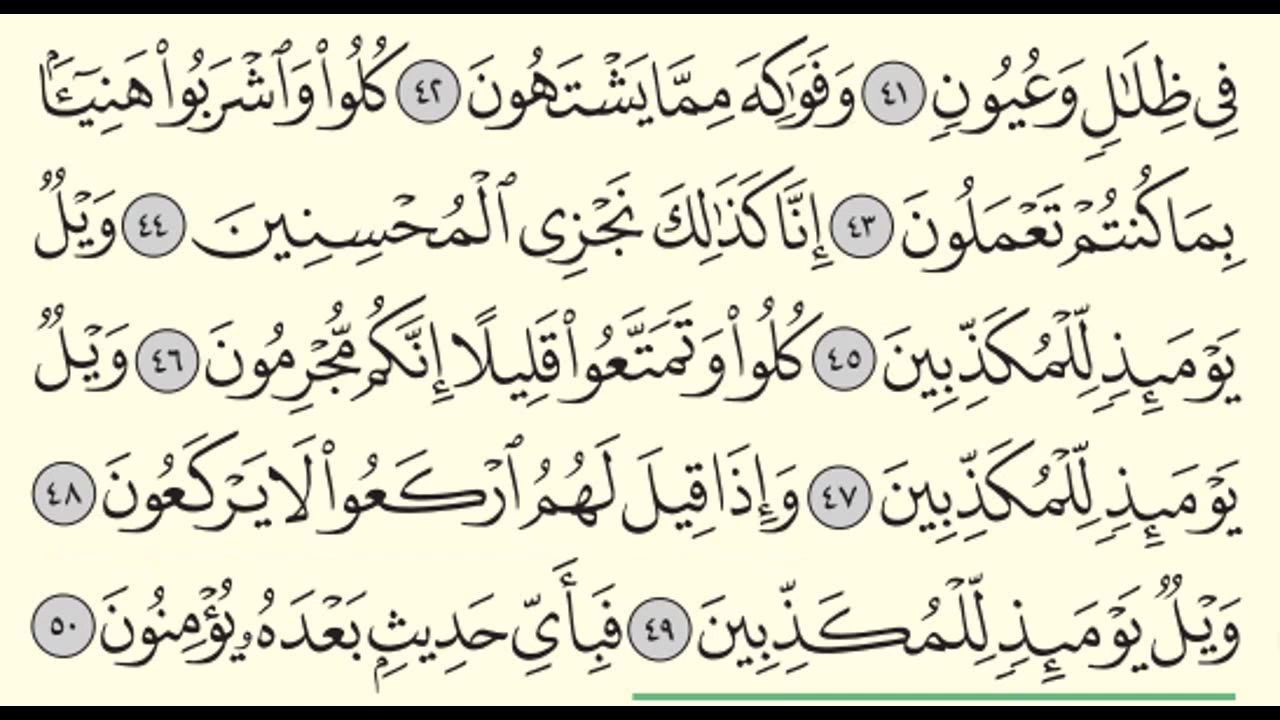 فِي ظِلَٰلٍ وَعُيُونٍ ٤١ وَفَوَٰكِهَ مِمَّا يَشْتَهُونَ ٤٢ كُلُوا۟ وَٱشْرَبُوا۟ هَنِيٓـًٔۢا
بِمَا كُنتُمْ تَعْمَلُونَ ٤٣ إِنَّا كَذَٰلِكَ نَجْزِى ٱلْمُحْسِنِينَ ٤٤ وَيْلٌ
يَوْمَئِذٍ لِّلْمُكَذِّبِينَ ٤٥ كُلُوا۟ وَتَمَتَّعُوا۟ قَلِيلًا إِنَّكُم مُّجْرِمُونَ ٤٦ وَيْلٌ
يَوْمَئِذٍ لِّلْمُكَذِّبِينَ ٤٧ وَإِذَا قِيلَ لَهُمُ ٱرْكَعُوا۟ لَا يَرْكَعُونَ ٤٨
وَيْلٌ يَوْمَئِذٍ لِّلْمُكَذِّبِينَ ٤٩ فَبِأَىِّ حَدِيثٍۭ بَعْدَهُۥ يُؤْمِنُونَ ٥٠